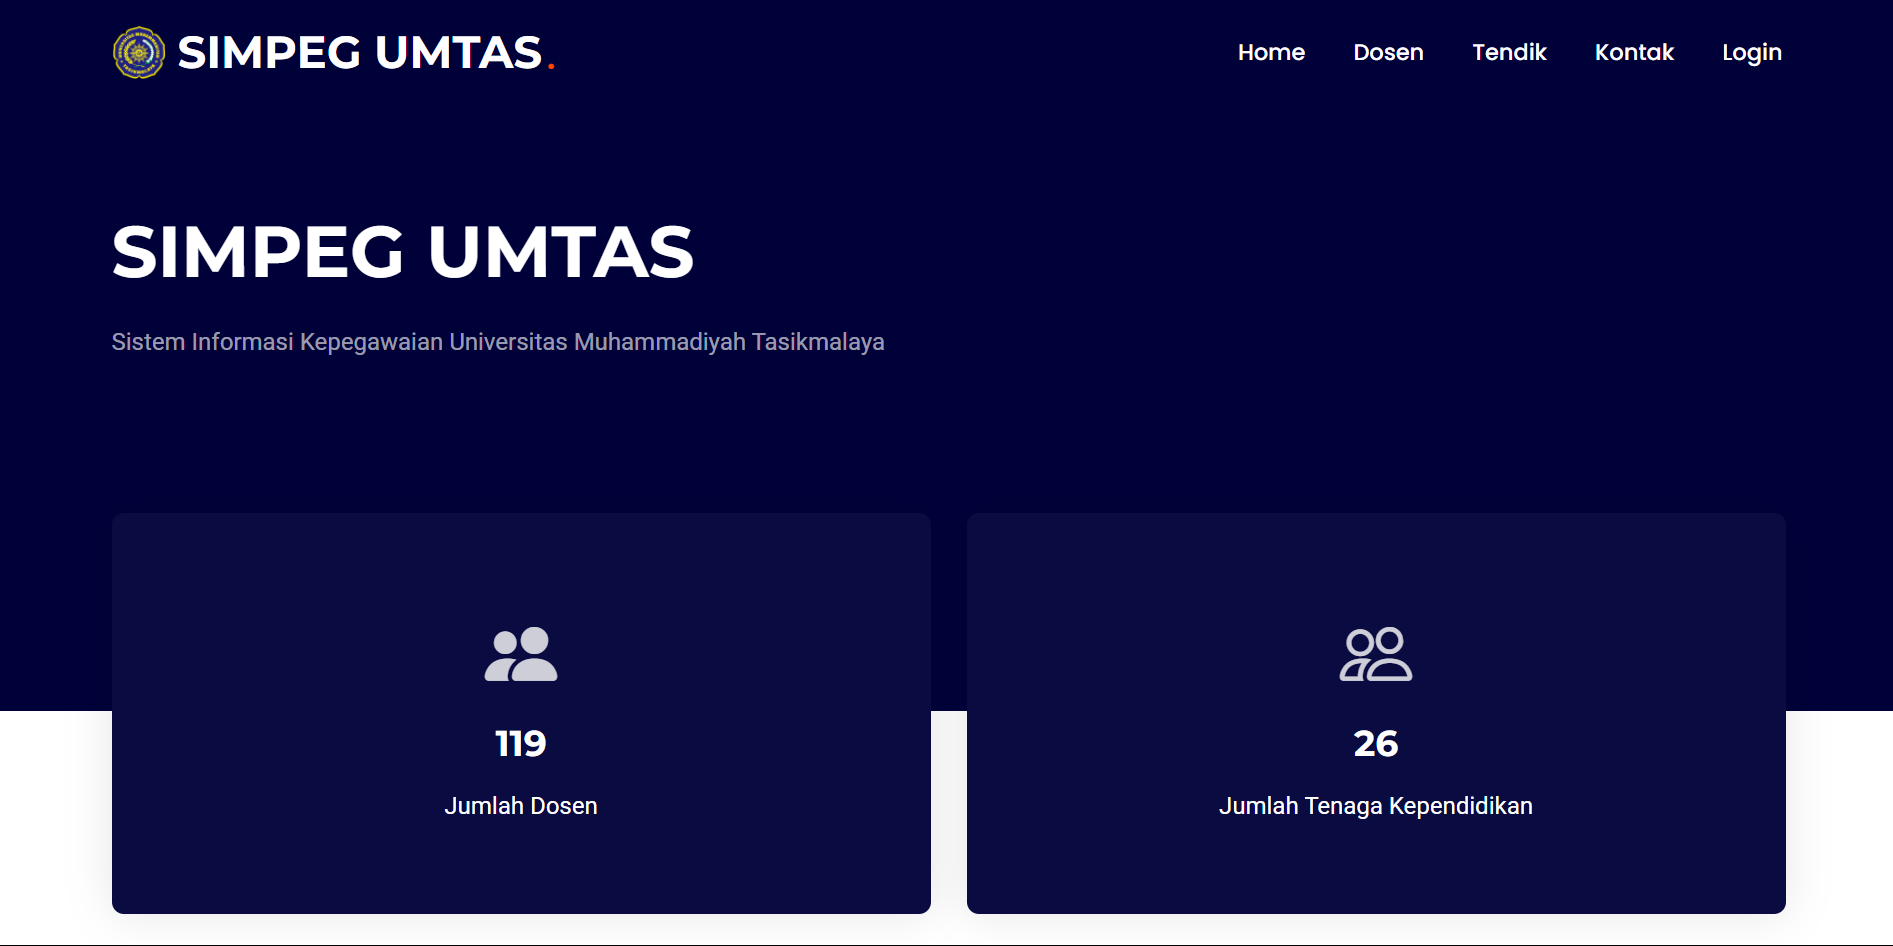 SIMPEG UMTAS.
Home Dosen Tendik Kontak Login
SIMPEG UMTAS
Sistem Informasi Kepegawaian Universitas Muhammadiyah Tasikmalaya
119
Jumlah Dosen
26
Jumlah Tenaga Kependidikan